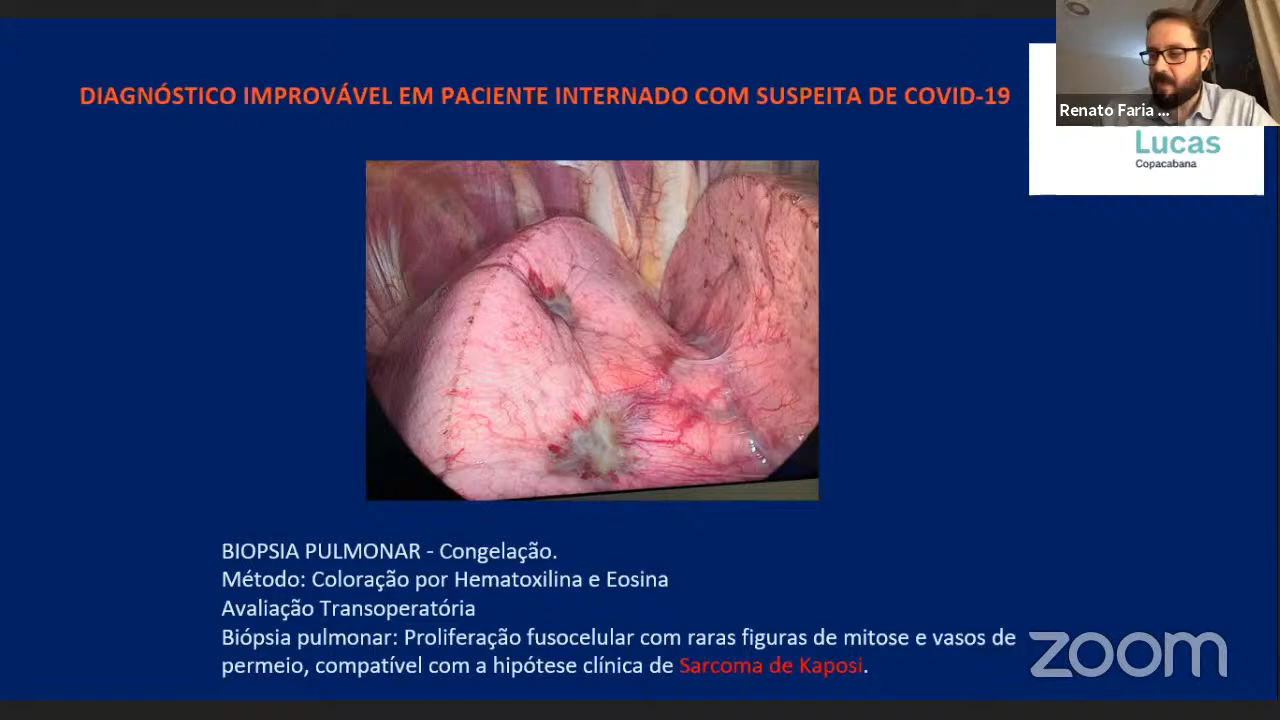 DIAGNÓSTICO IMPROVÁVEL EM PACIENTE INTERNADO COM SUSPEITA DE COVID-19
Renato Faria ...
Lucas
Copacabana
BIOPSIA PULMONAR - Congelação.
Método: Coloração por Hematoxilina e Eosina
Avaliação Transoperatória
Biópsia pulmonar: Proliferação fusocelular com raras figuras de mitose e vasos de
permeio, compatível com a hipótese clínica de Sarcoma de Kaposi.
zoom